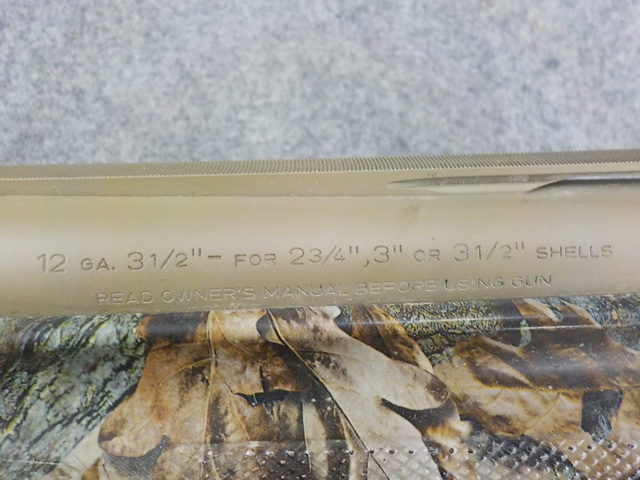 12 GA. 3 1/2" - FOR 2 3/4", 3" OR 3 1/2" SHELLS
READ OWNER'S MANUAL BEFORE USING GUN